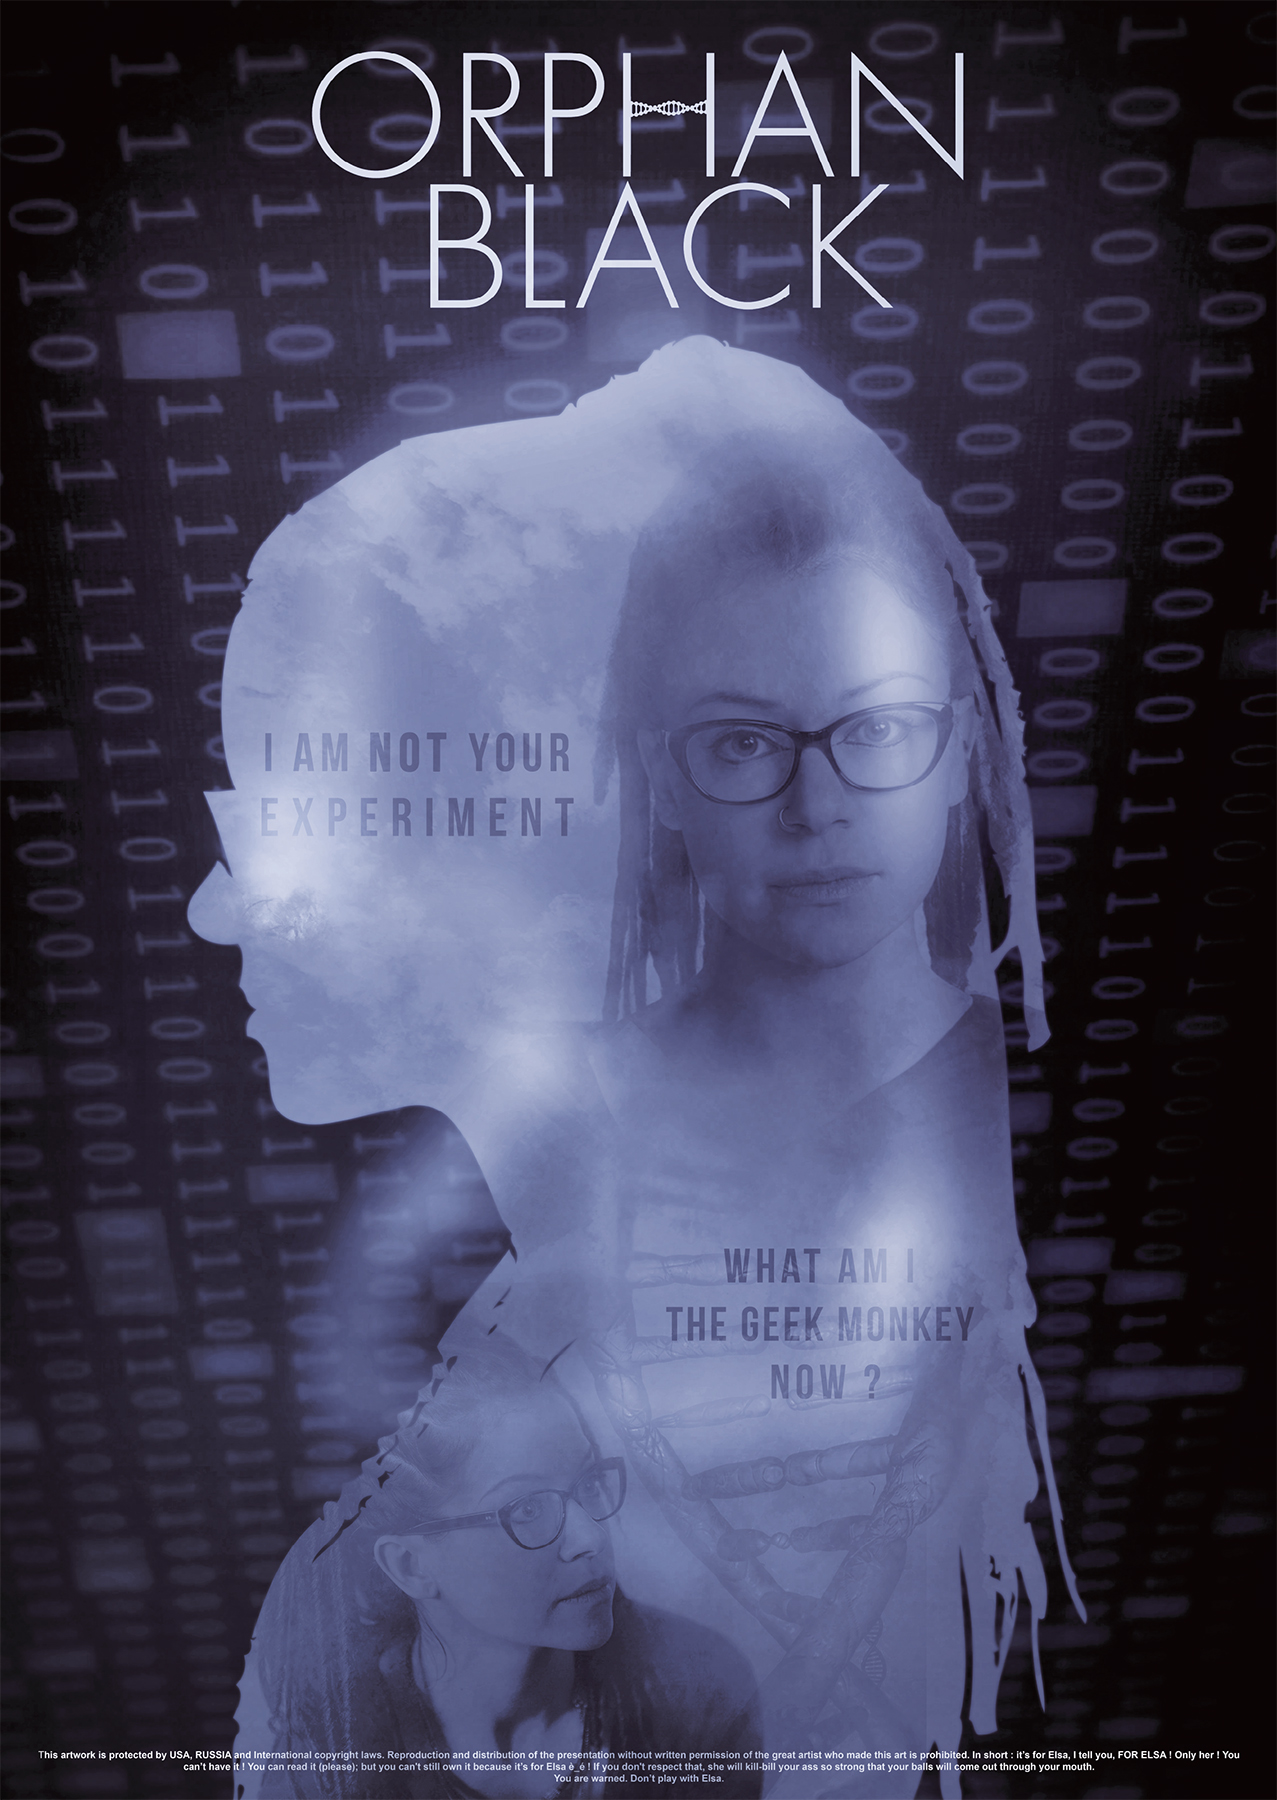 ORPHAN
BLACK
I AM NOT YOUR
EXPERIMENT
WHAT AM I
THE GEEK MONKEY
NOW ?
This artwork is protected by USA, RUSSIA and International copyright laws. Reproduction and distribution of the presentation without written permission of the great artist who made this art is prohibited. In short : it's for Elsa, I tell you, FOR ELSA ! Only her ! You
can't have it ! You can read it (please); but you can't still own it because it's for Elsa è_é ! If you don't respect that, she will kill-bill your ass so strong that your balls will come out through your mouth.
You are warned. Don't play with Elsa.